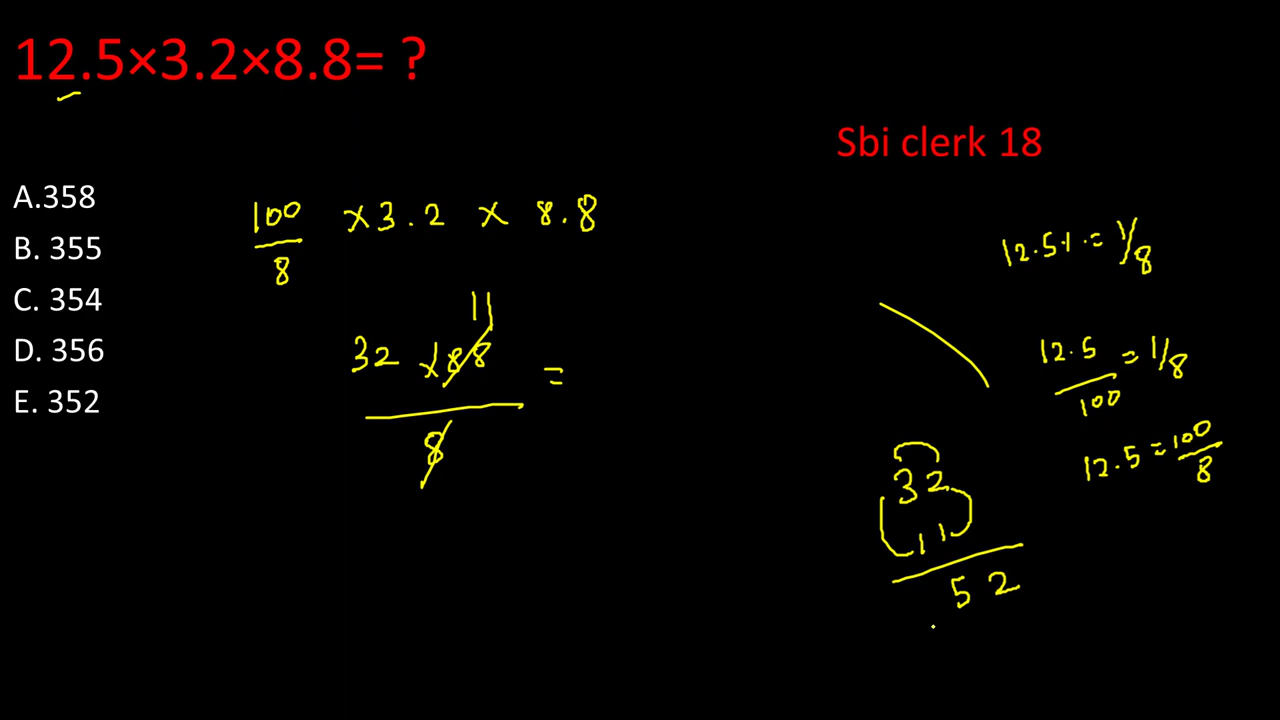 12.5×3.2×8.8= ?
Sbi clerk 18
A.358
B. 355
C. 354
D. 356
E. 352
100/8 ×3.2 × 8.8
11
32 ×88 =
8
12.5% = 1/8
12.5/100 = 1/8
12.5 = 100/8
32
11
52